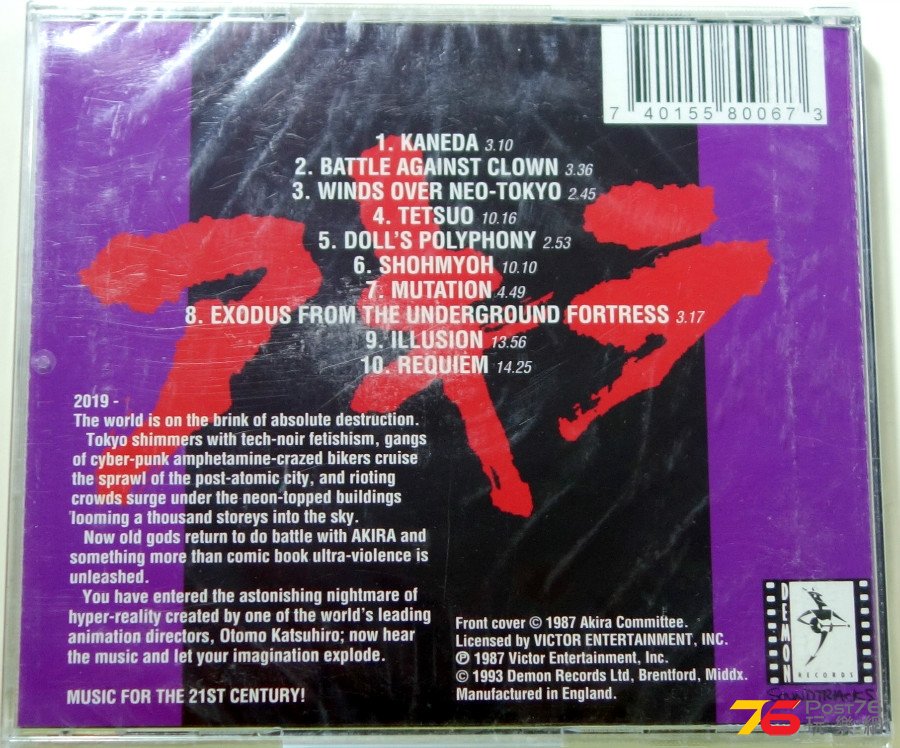 7 40155 80067 3
1. KANEDA 3.10
2. BATTLE AGAINST CLOWN 3.36
3. WINDS OVER NEO-TOKYO 2.45
4. TETSUO 10.16
5. DOLL'S POLYPHONY 2.53
6. SHOHMYOH 10.10
7. MUTATION 4.49
8. EXODUS FROM THE UNDERGROUND FORTRESS 3.17
9. ILLUSION 13.56
10. REQUIEM 14.25
アキラ
2019 -
The world is on the brink of absolute destruction.
Tokyo shimmers with tech-noir fetishism, gangs
of cyber-punk amphetamine-crazed bikers cruise
the sprawl of the post-atomic city, and rioting
crowds surge under the neon-topped buildings
looming a thousand storeys into the sky.
Now old gods return to do battle with AKIRA and
something more than comic book ultra-violence is
unleashed.
You have entered the astonishing nightmare of
hyper-reality created by one of the world's leading
animation directors, Otomo Katsuhiro; now hear
the music and let your imagination explode.
MUSIC FOR THE 21ST CENTURY!
Front cover © 1987 Akira Committee.
Licensed by VICTOR ENTERTAINMENT, INC.
℗ 1987 Victor Entertainment, Inc.
© 1993 Demon Records Ltd, Brentford, Middx.
Manufactured in England.
DEMON
RECORDS
SOUNDTRACKS
76 Post76
玩樂網